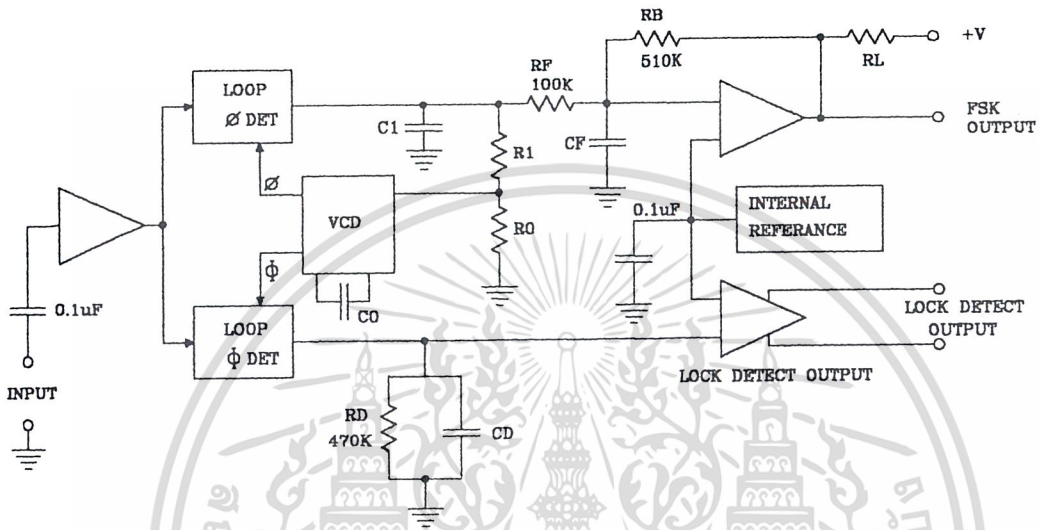 RB
510K
+V
RL
LOOP
Ø DET
RF
100K
FSK
OUTPUT
C1
R1
CF
Ø
VCD
R0
0.1uF
INTERNAL
REFERANCE
Φ
C0
0.1uF
LOOP
Φ DET
LOCK DETECT
OUTPUT
LOCK DETECT OUTPUT
INPUT
RD
470K
CD